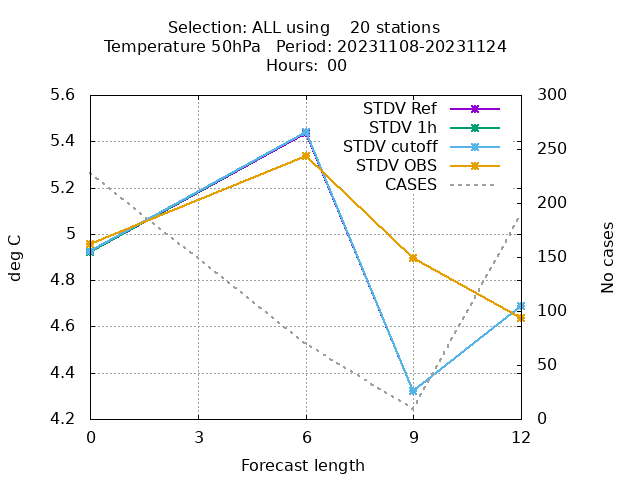 Selection: ALL using    20 stations
Temperature 50hPa   Period: 20231108-20231124
Hours: 00
STDV Ref
STDV 1h
STDV cutoff
STDV OBS
CASES
5.6
5.4
5.2
5
4.8
4.6
4.4
4.2
300
250
200
150
100
50
0
deg C
No cases
0 3 6 9 12
Forecast length